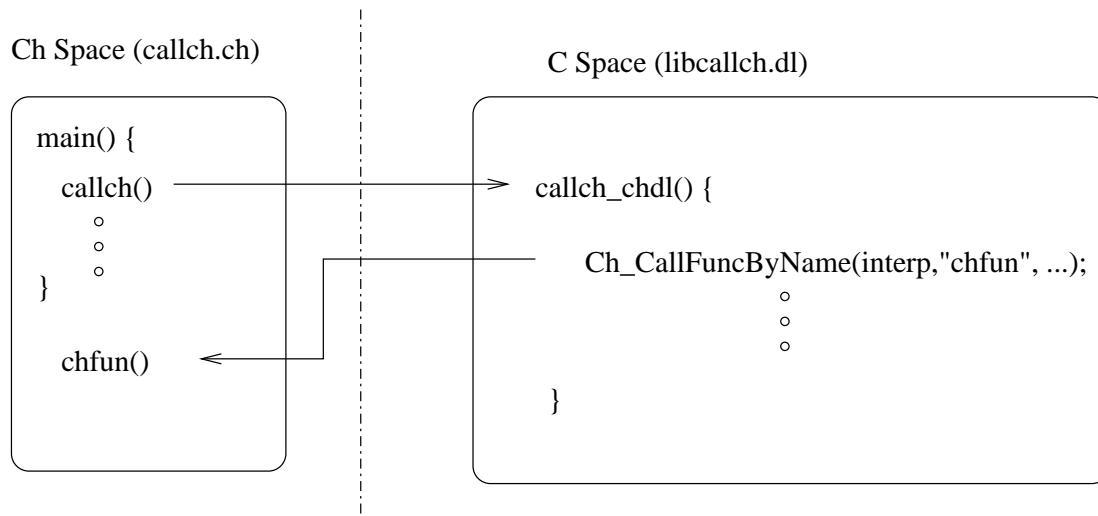 Ch Space (callch.ch)
main() {
callch()
}
chfun()
C Space (libcallch.dl)
callch_chdl() {
Ch_CallFuncByName(interp,"chfun", ...);
}